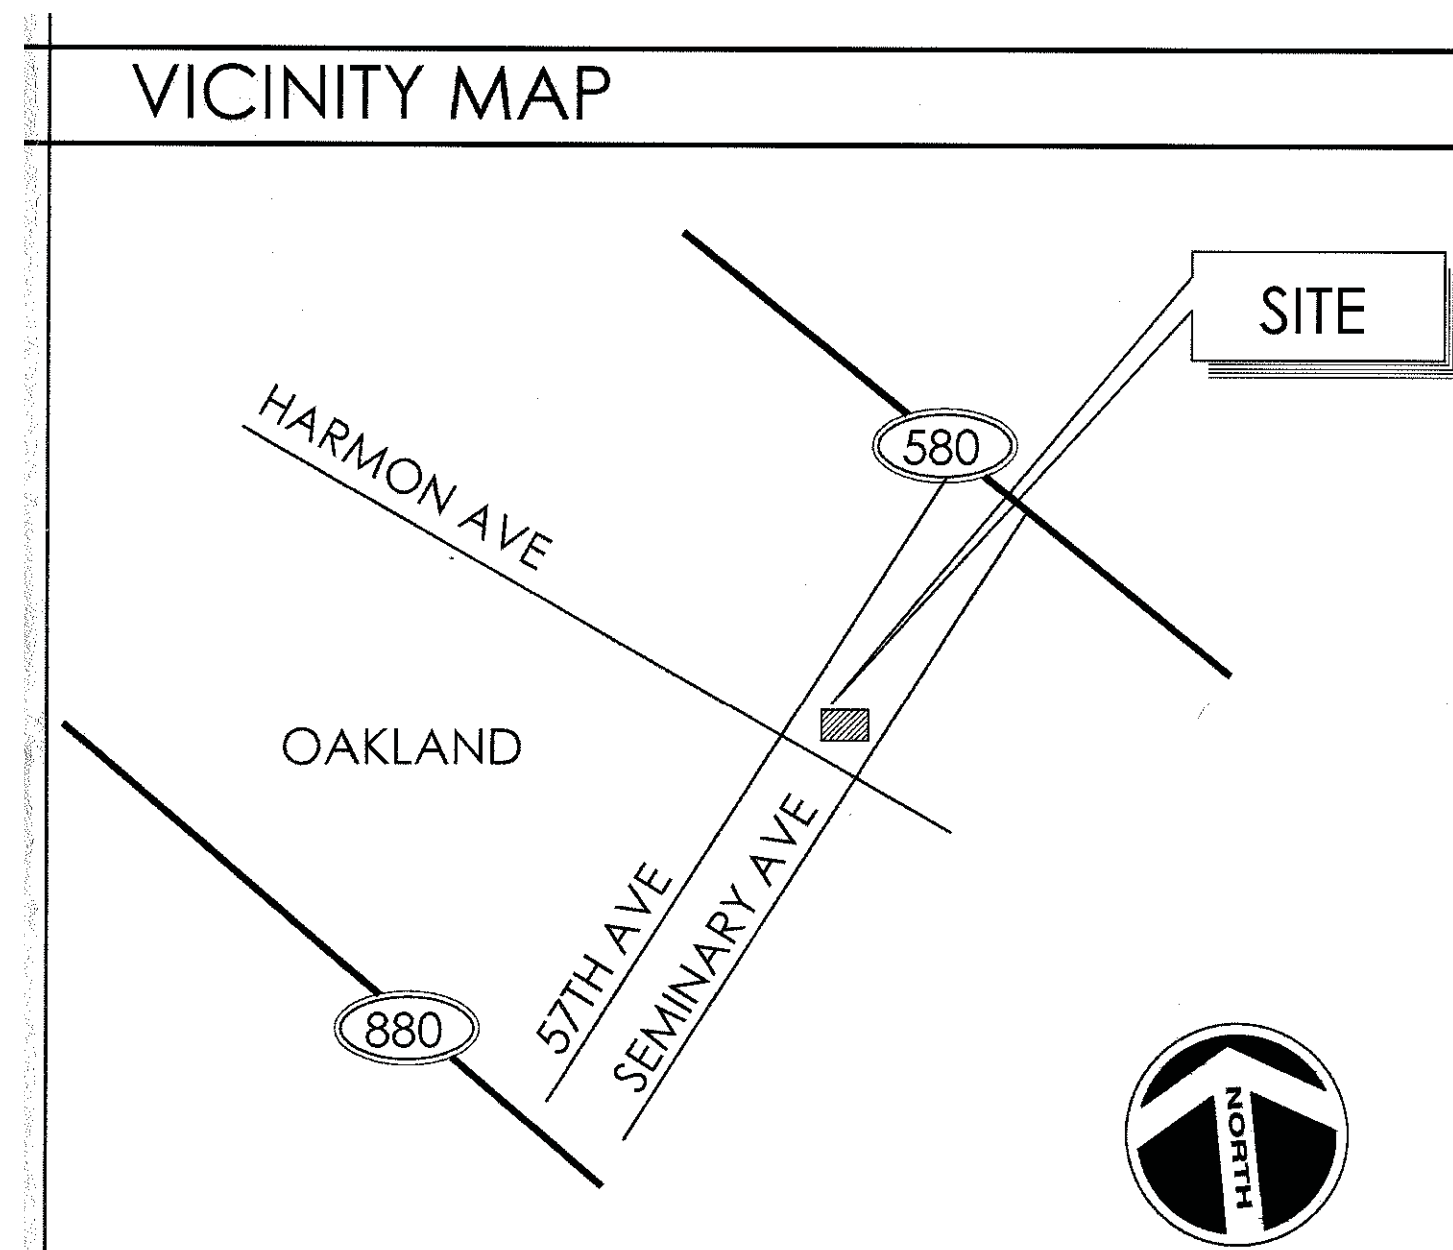 VICINITY MAP
SITE
580
HARMON AVE
OAKLAND
57TH AVE
SEMINARY AVE
880
NORTH